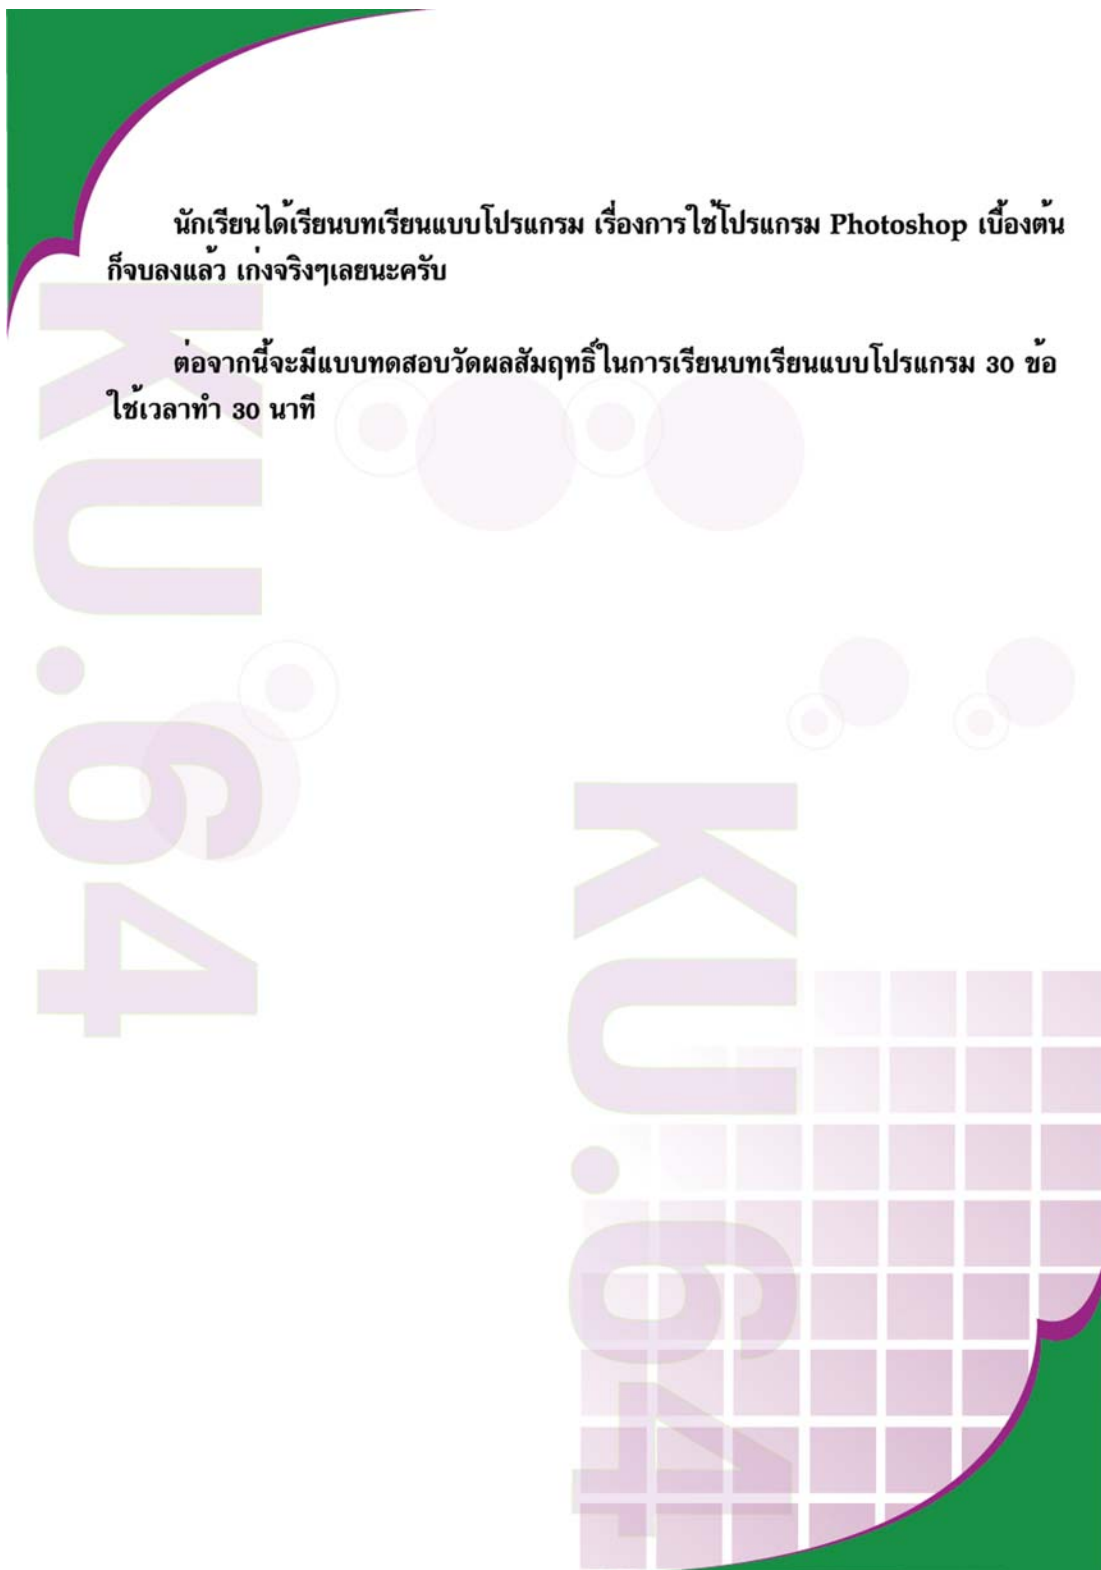 นักเรียนได้เรียนบทเรียนแบบโปรแกรม เรื่องการใช้โปรแกรม Photoshop เบื้องต้น
ก็จบลงแล้ว เก่งจริงๆเลยนะครับ
ต่อจากนี้จะมีแบบทดสอบวัดผลสัมฤทธิ์ในการเรียนบทเรียนแบบโปรแกรม 30 ข้อ
ใช้เวลาทำ 30 นาที
KU.64
KU.64